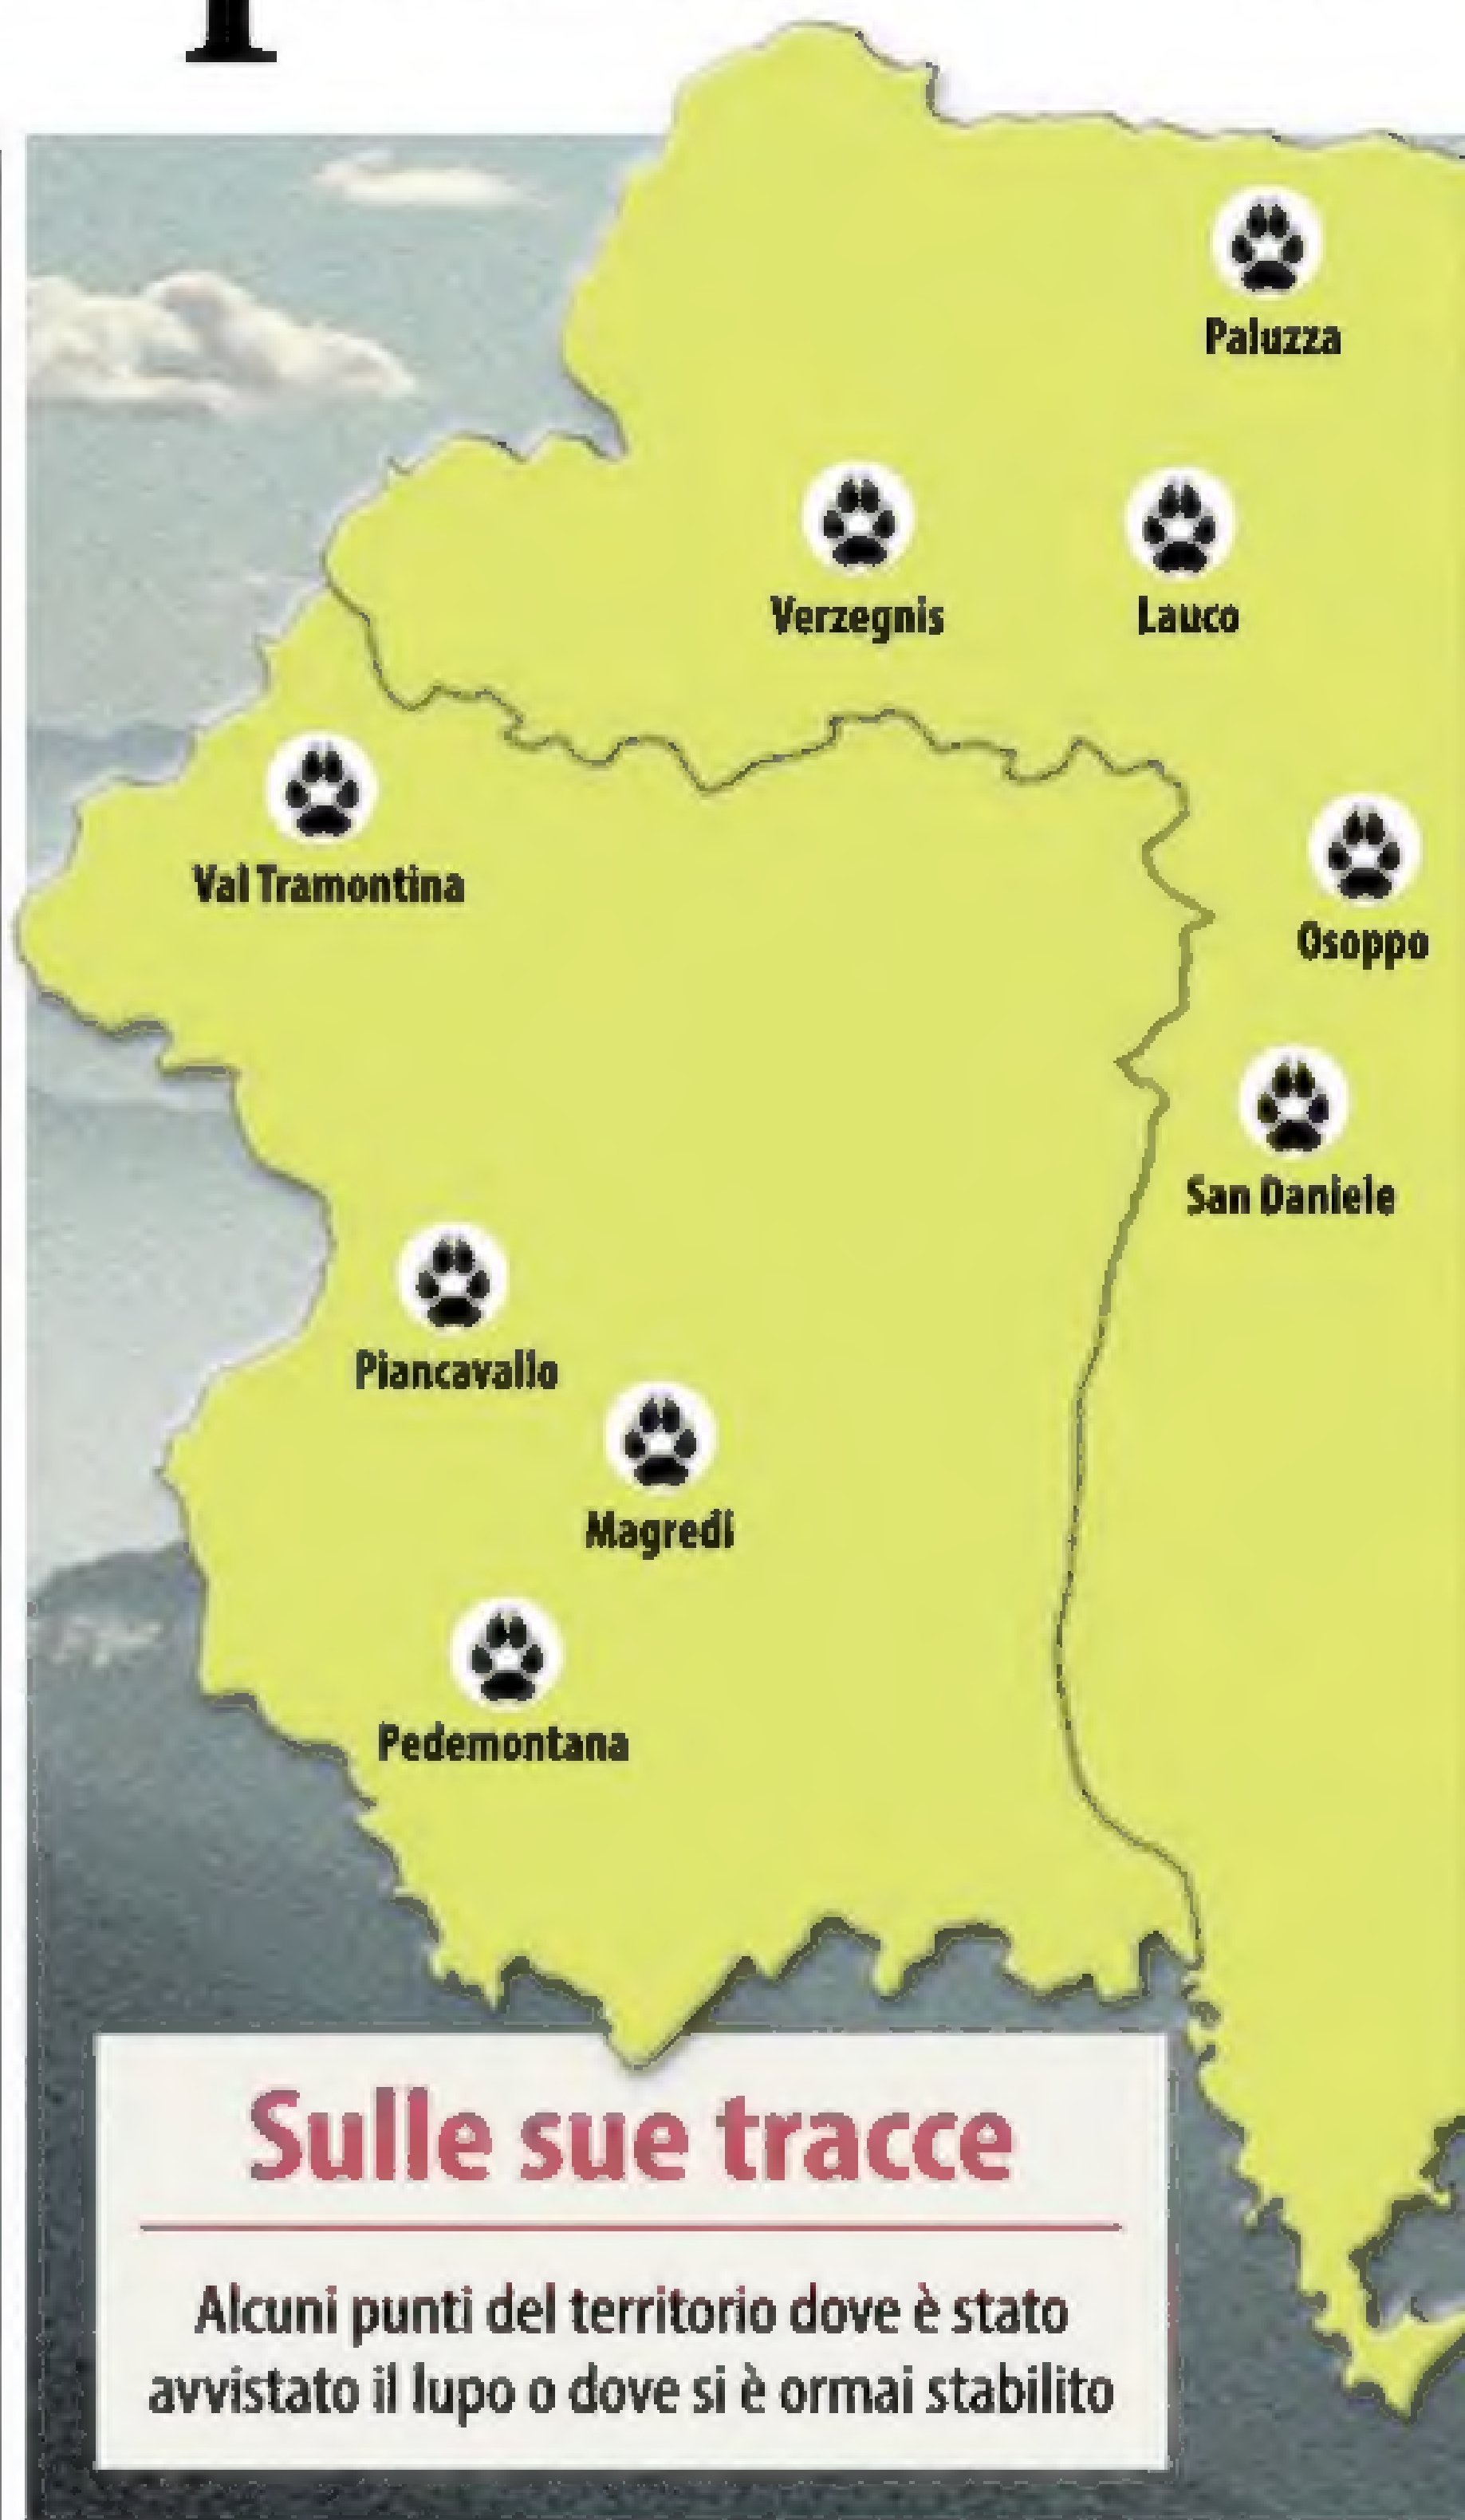 Paluzza
Verzegnis
Lauco
Val Tramontina
Osoppo
San Daniele
Piancavallo
Magredi
Pedemontana
Sulle sue tracce
Alcuni punti del territorio dove è stato
avvistato il lupo o dove si è ormai stabilito